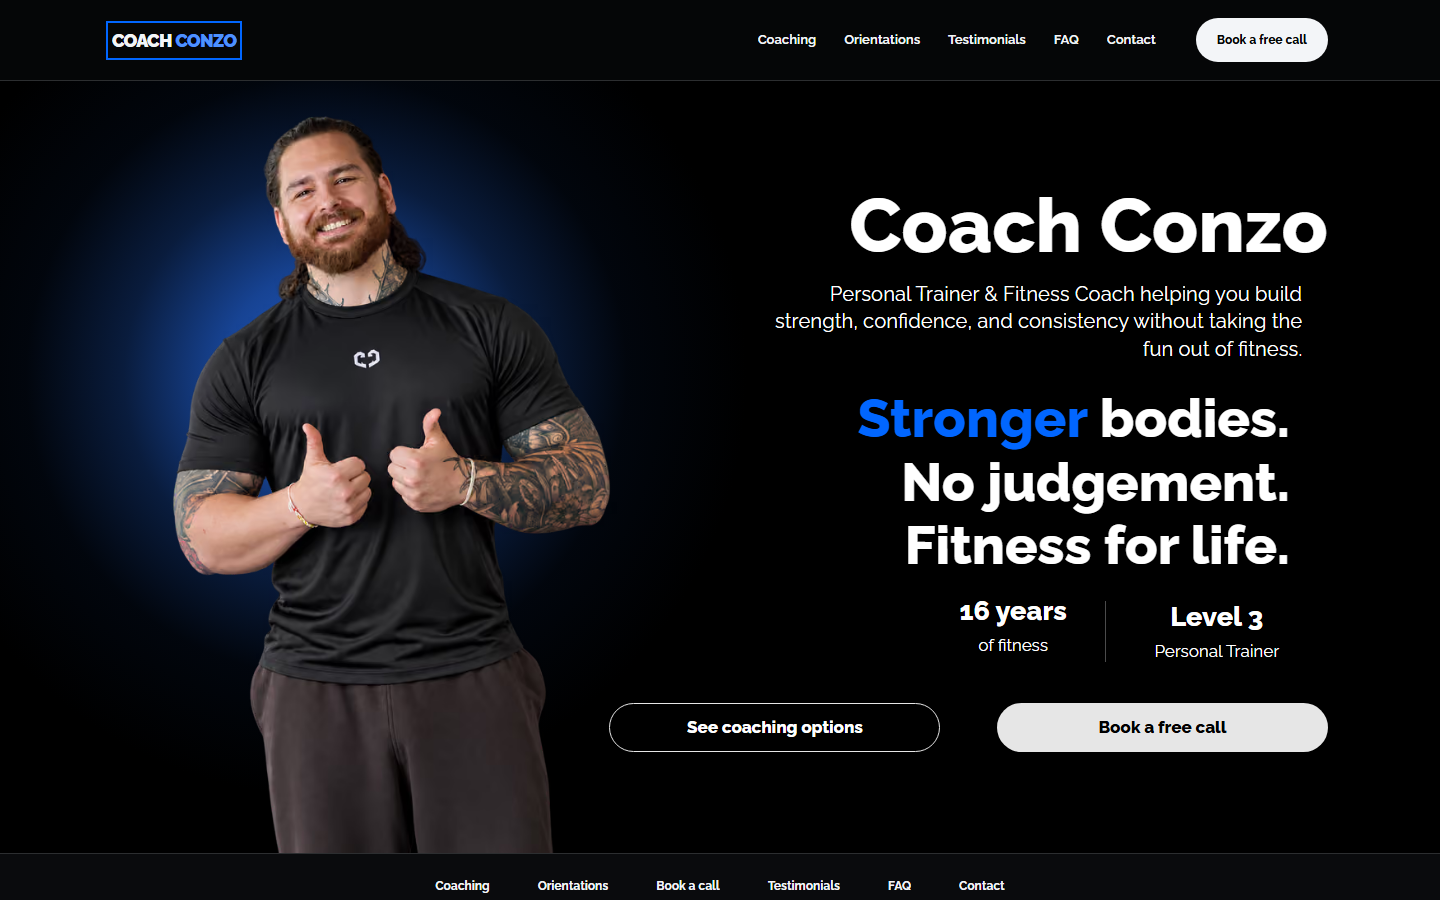 COACH CONZO
Coaching
Orientations
Testimonials
FAQ
Contact
Book a free call
Coach Conzo
Personal Trainer & Fitness Coach helping you build
strength, confidence, and consistency without taking the
fun out of fitness.
Stronger bodies.
No judgement.
Fitness for life.
16 years
of fitness
Level 3
Personal Trainer
See coaching options
Book a free call
Coaching
Orientations
Book a call
Testimonials
FAQ
Contact